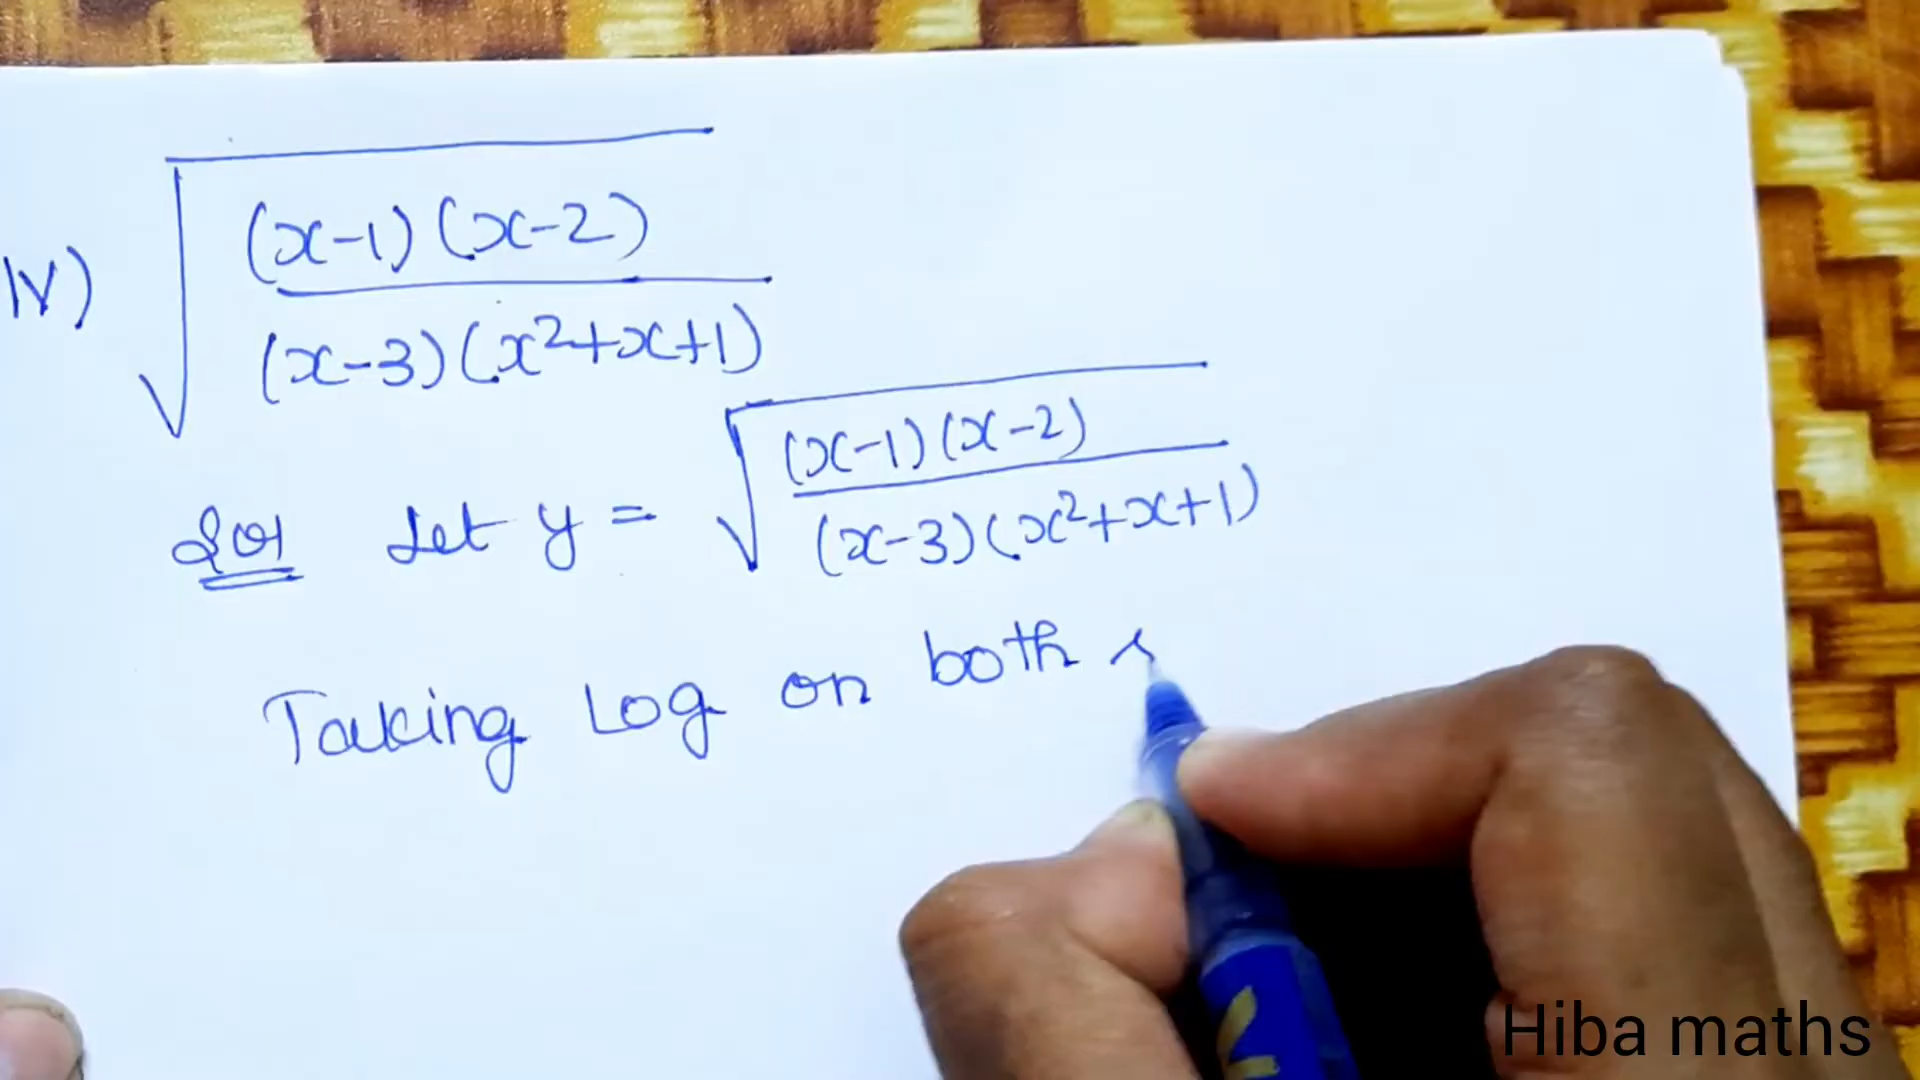 IV) √((x-1)(x-2) / (x-3)(x²+x+1))
Sol Let y = √((x-1)(x-2) / (x-3)(x²+x+1))
Taking Log on both s
Hiba maths